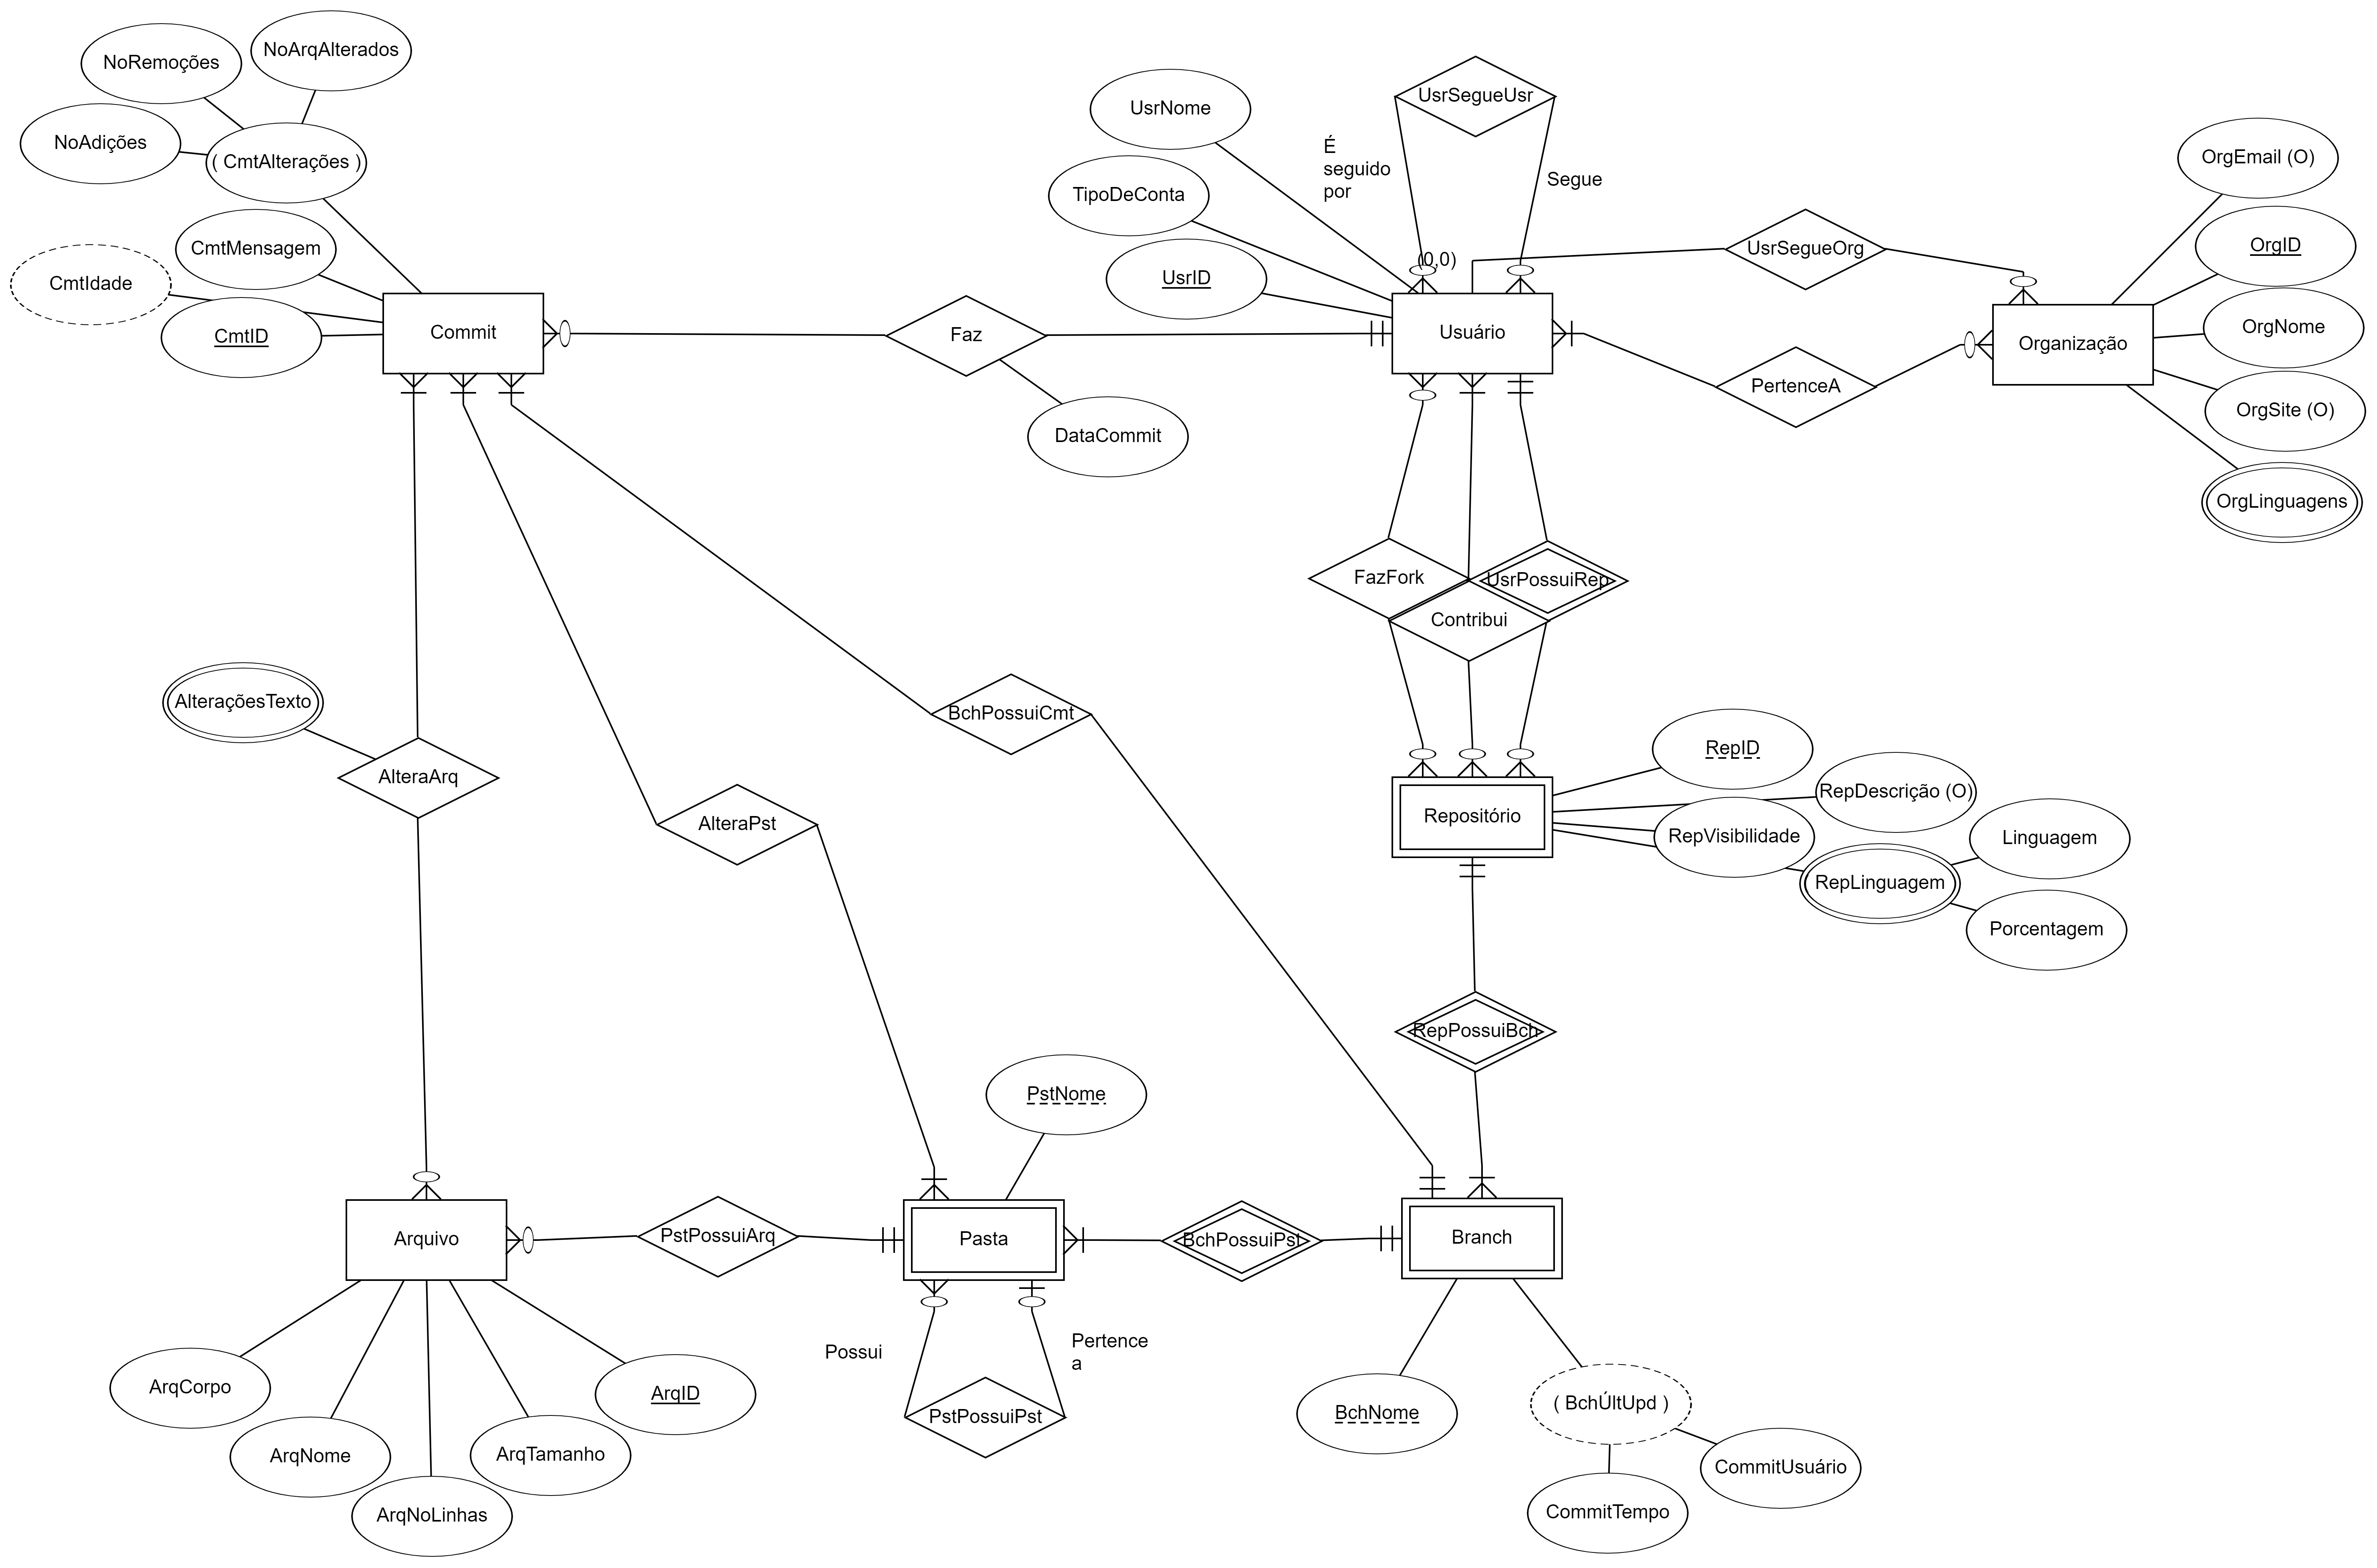 NoArqAlterados
NoRemoções
NoAdições
( CmtAlterações )
CmtMensagem
CmtIdade
CmtID
Commit
Faz
DataCommit
UsrNome
TipoDeConta
UsrID
UsrSegueUsr
É
seguido
por
Segue
(0,0)
Usuário
UsrSegueOrg
PertenceA
Organização
OrgEmail (O)
OrgID
OrgNome
OrgSite (O)
OrgLinguagens
FazFork
UsrPossuiRep
Contribui
AlteraçõesTexto
AlteraArq
AlteraPst
BchPossuiCmt
Repositório
RepID
RepDescrição (O)
RepVisibilidade
RepLinguagem
Linguagem
Porcentagem
RepPossuiBch
PstNome
Arquivo
PstPossuiArq
Pasta
BchPossuiPst
Branch
Possui
Pertence
a
PstPossuiPst
ArqCorpo
ArqNome
ArqNoLinhas
ArqTamanho
ArqID
BchNome
( BchÚltUpd )
CommitUsuário
CommitTempo